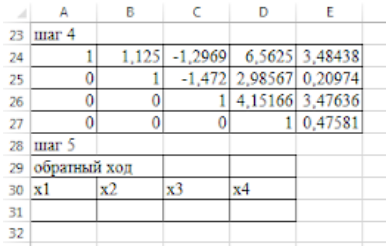 A B C D E
23 шаг 4
24 1 1,125 -1,2969 6,5625 3,48438
25 0 1 -1,472 2,98567 0,20974
26 0 0 1 4,15166 3,47636
27 0 0 0 1 0,47581
28 шаг 5
29 обратный ход
30 x1 x2 x3 x4
31
32